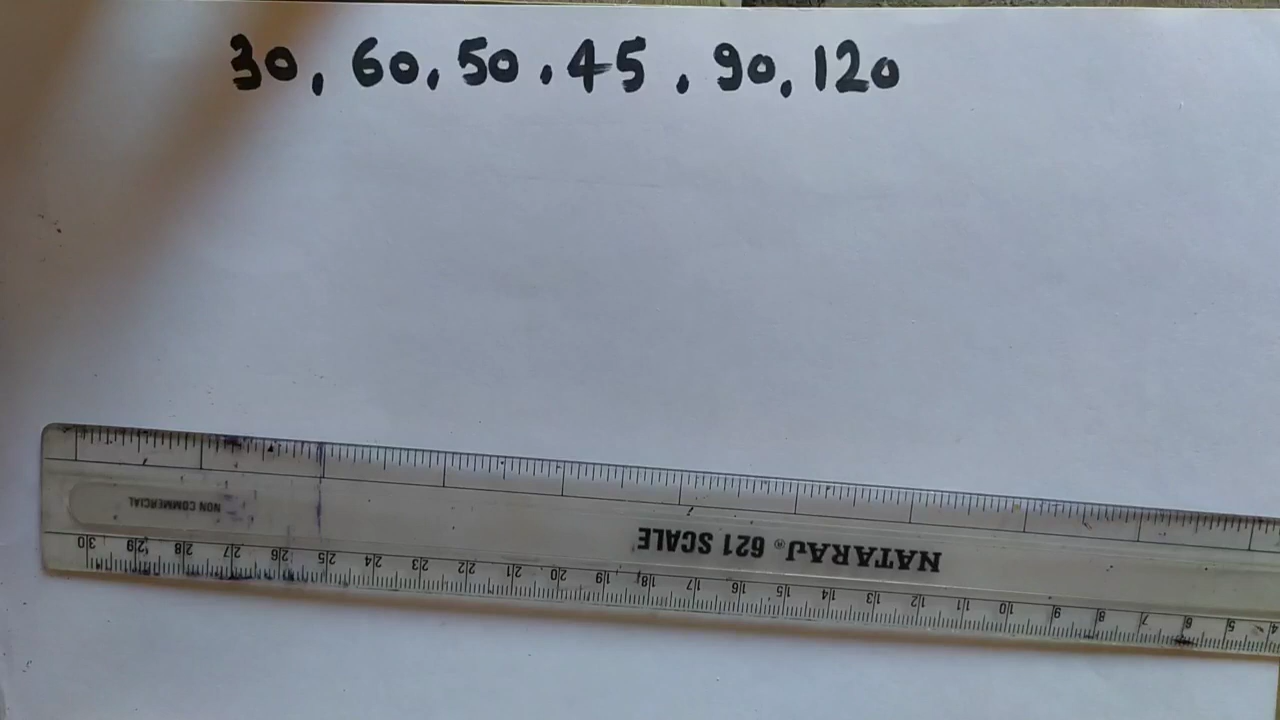 30, 60, 50, 45, 90, 120
NON COMMERCIAL
NATARAJ® 621 SCALE
30 29 28 27 26 25 24 23 22 21 20 19 18 17 16 15 14 13 12 11 10 9 8 7 6 5 4